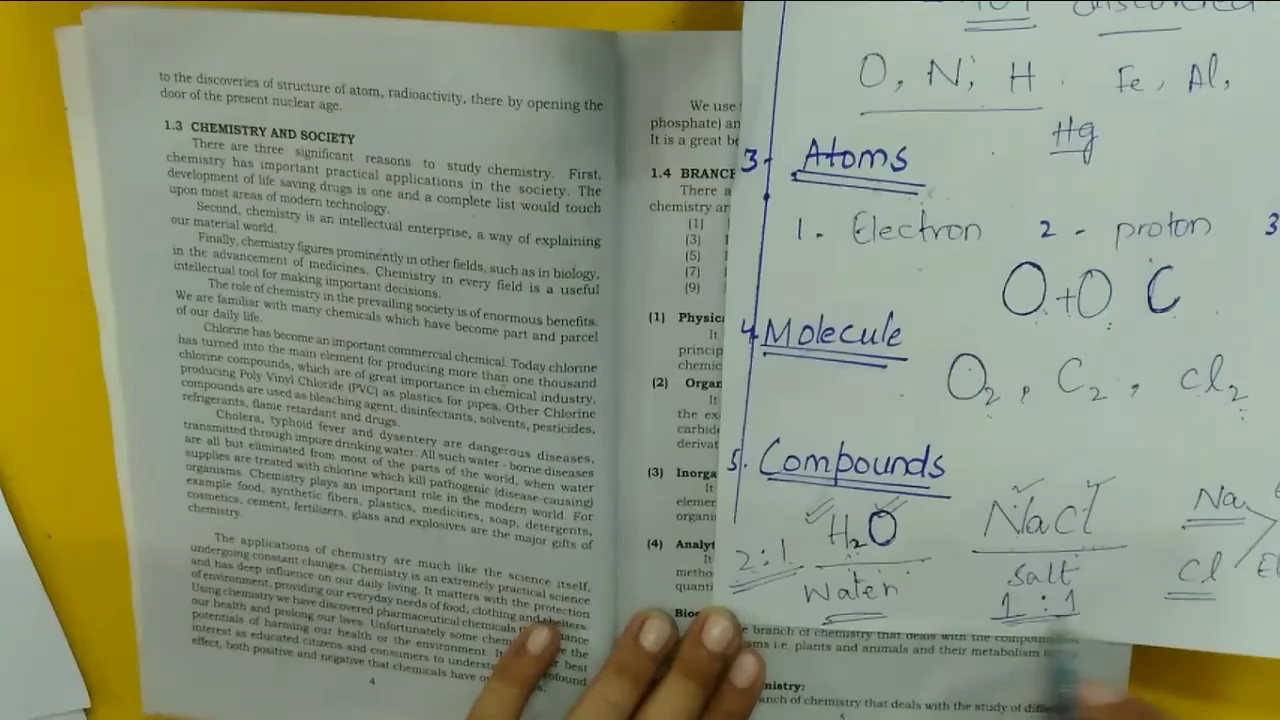 to the discoveries of structure of atom, radioactivity, there by opening the
door of the present nuclear age.
1.3 CHEMISTRY AND SOCIETY
There are three significant reasons to study chemistry. First,
chemistry has important practical applications in the society. The
development of life saving drugs is one and a complete list would touch
upon most areas of modern technology.
Second, chemistry is an intellectual enterprise, a way of explaining
our material world.
Finally, chemistry figures prominently in other fields, such as in biology,
in the advancement of medicines. Chemistry in every field is a useful
intellectual tool for making important decisions.
The role of chemistry in the prevailing society is of enormous benefits.
We are familiar with many chemicals which have become part and parcel
of our daily life.
Chlorine has become an important commercial chemical. Today chlorine
has turned into the main element for producing more than one thousand
chlorine compounds, which are of great importance in chemical industry,
producing Poly Vinyl Chloride (PVC) as plastics for pipes. Other Chlorine
compounds are used as bleaching agent, disinfectants, solvents, pesticides,
refrigerants, flame retardant and drugs.
Cholera, typhoid fever and dysentery are dangerous diseases,
transmitted through impure drinking water. All such water - borne diseases
are all but eliminated from most of the parts of the world, when water
supplies are treated with chlorine which kill pathogenic (disease-causing)
organisms. Chemistry plays an important role in the modern world. For
example food, synthetic fibers, plastics, medicines, soap, detergents,
cosmetics, cement, fertilizers, glass and explosives are the major gifts of
chemistry.
The applications of chemistry are much like the science itself,
undergoing constant changes. Chemistry is an extremely practical science
and has deep influence on our daily living. It matters with the protection
of environment, providing our everyday needs of food, clothing and shelters.
Using chemistry we have discovered pharmaceutical chemicals
our health and prolong our lives. Unfortunately some the
potentials of harming our health or the environment. best
interest as educated citizens and consumers to
effect, both positive and negative that chemicals have
4
We use
phosphate) an
It is a great be
1.4 BRANC
There a
chemistry ar
(1)
(3)
(5)
(7)
(9)
(1) Physic
It
princip
chemic
(2) Orga
It
the ex
carbid
derivat
(3) Inorga
It
eleme
organi
(4) Analy
It
metho
quanti
Bio
branch of chemistry that deals with the
i.e. plants and animals and their metabolism
of chemistry that deals with the study of
discovered
O, N, H Fe, Al,
Hg
3- Atoms
1. Electron 2 - proton 3
O + O C
4 Molecule
O2, C2, Cl2
5. Compounds
H2O NaCl Na
2:1 Water Salt Cl
1:1